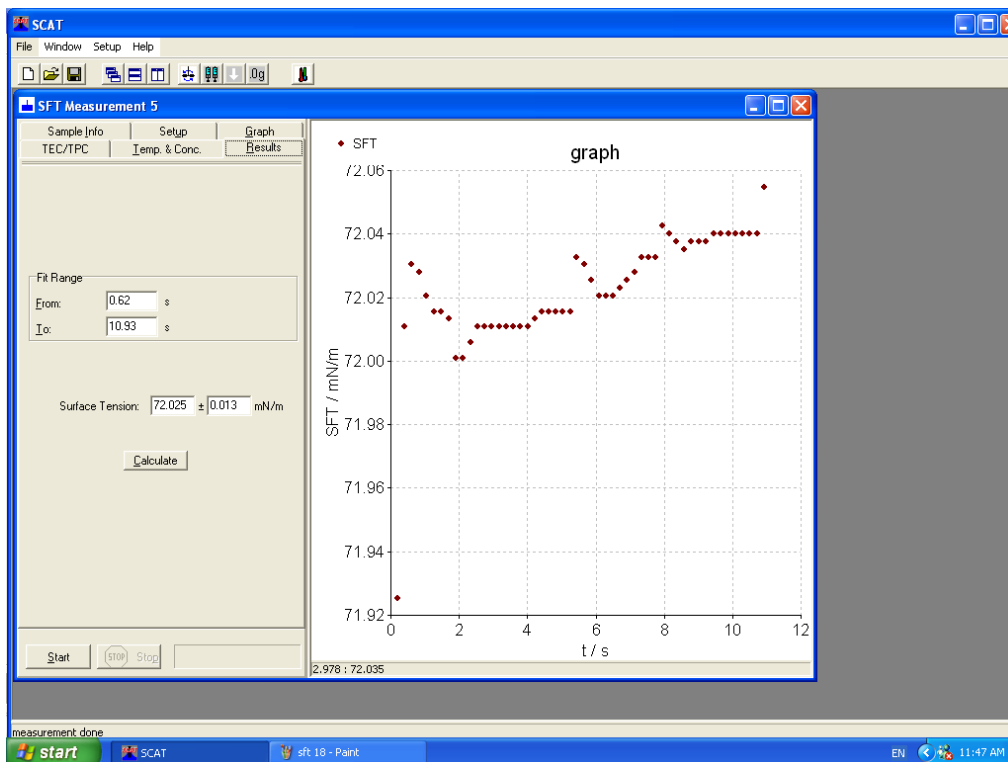 SCAT
File Window Setup Help
.0g
SFT Measurement 5
Sample Info Setup Graph
TEC/TPC Temp. & Conc. Results
Fit Range
From: 0.62 s
To: 10.93 s
Surface Tension: 72.025 ± 0.013 mN/m
Calculate
Start STOP Stop
SFT
graph
72.06
72.04
72.02
72.00
71.98
71.96
71.94
71.92
SFT / mN/m
0 2 4 6 8 10 12
t / s
2.978 : 72.035
measurement done
start SCAT sft 18 - Paint EN 11:47 AM